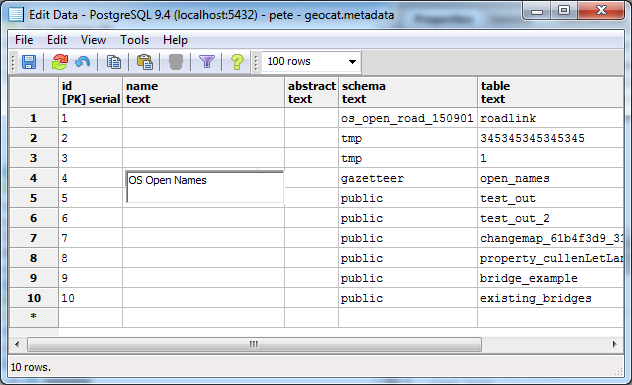 Edit Data - PostgreSQL 9.4 (localhost:5432) - pete - geocat.metadata
File Edit View Tools Help
100 rows
id name abstract schema table
[PK] serial text text text text
1 1 os_open_road_150901 roadlink
2 2 tmp 345345345345345
3 3 tmp 1
4 4 OS Open Names gazetteer open_names
5 5 public test_out
6 6 public test_out_2
7 7 public changemap_61b4f3d9_31
8 8 public property_cullenLetLan
9 9 public bridge_example
10 10 public existing_bridges
*
10 rows.